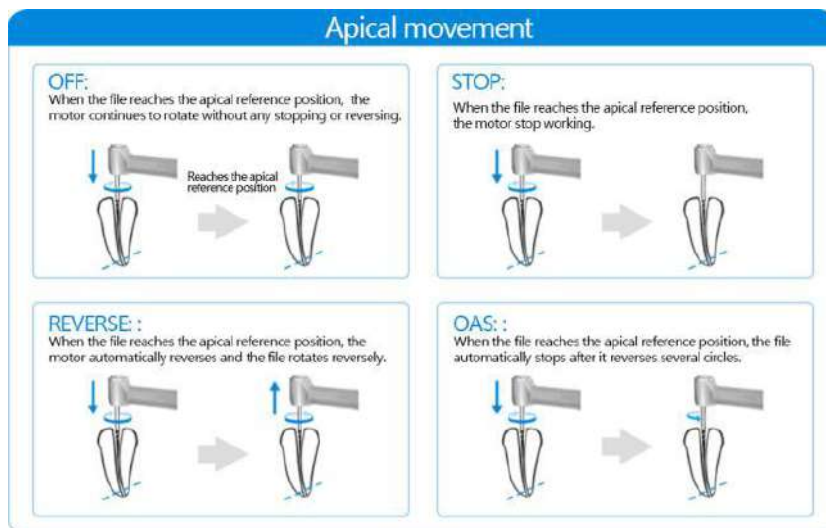 Apical movement
OFF:
When the file reaches the apical reference position, the
motor continues to rotate without any stopping or reversing.
Reaches the apical
reference position
STOP:
When the file reaches the apical reference position,
the motor stop working.
REVERSE: :
When the file reaches the apical reference position, the
motor automatically reverses and the file rotates reversely.
OAS: :
When the file reaches the apical reference position, the file
automatically stops after it reverses several circles.